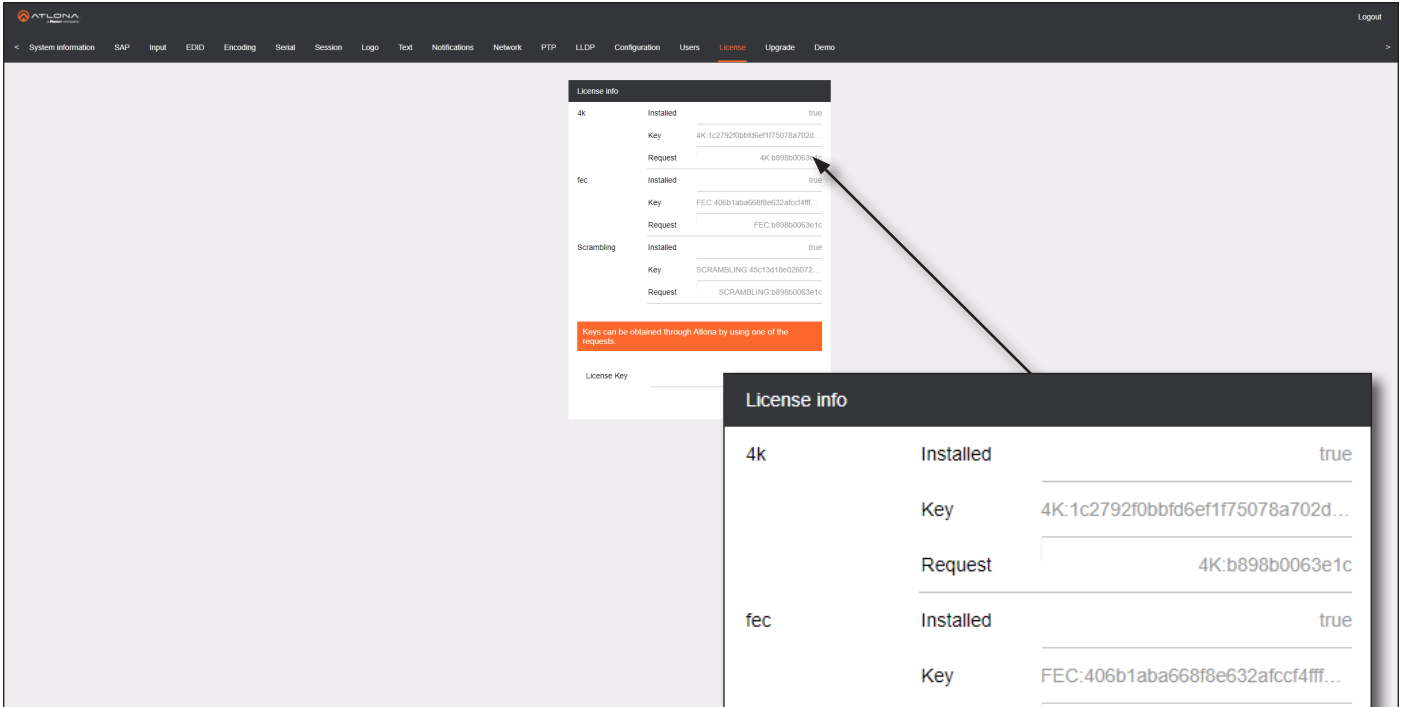 ATLONA
Logout
< System information SAP Input EDID Encoding Serial Session Logo Text Notifications Network PTP LLDP Configuration Users License Upgrade Demo >
License info
4k Installed true
Key 4K:1c2792f0bbfd6ef1f75078a702d...
Request 4K:b898b0063e1c
fec Installed true
Key FEC:406b1aba668f8e632afccf4fff...
Request FEC:b898b0063e1c
Scrambling Installed true
Key SCRAMBLING:45c13d18e026072...
Request SCRAMBLING:b898b0063e1c
Keys can be obtained through Atlona by using one of the
requests.
License Key
License info
4k Installed true
Key 4K:1c2792f0bbfd6ef1f75078a702d...
Request 4K:b898b0063e1c
fec Installed true
Key FEC:406b1aba668f8e632afccf4fff...